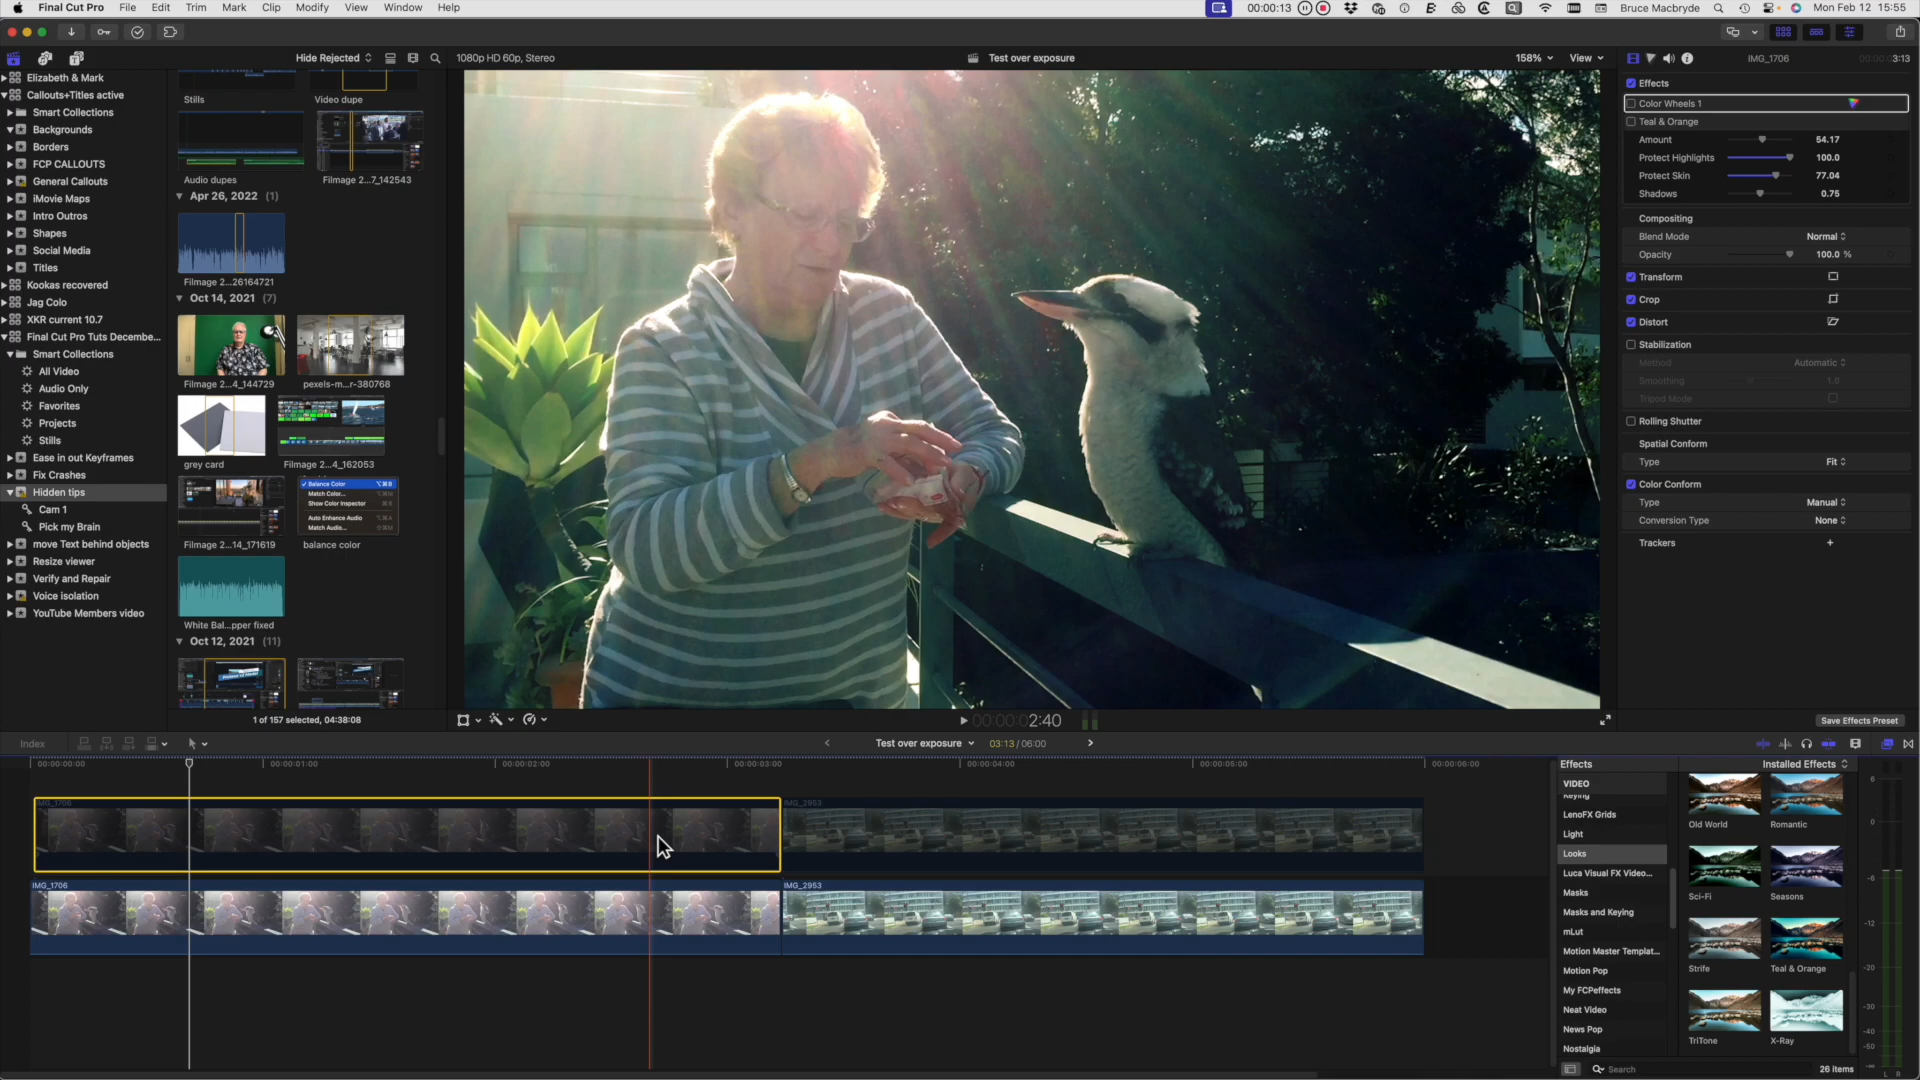 Final Cut Pro File Edit Trim Mark Clip Modify View Window Help 00:00:13 Bruce Macbryde Mon Feb 12 15:55
Hide Rejected 1080p HD 60p, Stereo Test over exposure 158% View IMG_1706 3:13
Elizabeth & Mark
Callouts+Titles active
Smart Collections
Backgrounds
Borders
FCP CALLOUTS
General Callouts
iMovie Maps
Intro Outros
Shapes
Social Media
Titles
Kookas recovered
Jag Colo
XKR current 10.7
Final Cut Pro Tuts Decembe...
Smart Collections
All Video
Audio Only
Favorites
Projects
Stills
Ease in out Keyframes
Fix Crashes
Hidden tips
Cam 1
Pick my Brain
move Text behind objects
Resize viewer
Verify and Repair
Voice isolation
YouTube Members video
Stills Video dupe
Audio dupes Filmage 2...7_142543
Apr 26, 2022 (1)
Filmage 2...26164721
Oct 14, 2021 (7)
Filmage 2...4_144729 pexels-m...r-380768
grey card Filmage 2...4_162053
Balance Color
Match Color...
Show Color Inspector
Auto Enhance Audio
Match Audio...
Filmage 2...14_171619 balance color
White Bal...pper fixed
Oct 12, 2021 (11)
1 of 157 selected, 04:38:08
00:00:02:40
Effects
Color Wheels 1
Teal & Orange
Amount 54.17
Protect Highlights 100.0
Protect Skin 77.04
Shadows 0.75
Compositing
Blend Mode Normal
Opacity 100.0 %
Transform
Crop
Distort
Stabilization
Method Automatic
Smoothing 1.0
Tripod Mode
Rolling Shutter
Spatial Conform
Type Fit
Color Conform
Type Manual
Conversion Type None
Trackers +
Save Effects Preset
Index Test over exposure 03:13 / 06:00
00:00:00:00 00:00:01:00 00:00:02:00 00:00:03:00 00:00:04:00 00:00:05:00 00:00:06:00
IMG_1706 IMG_2953
IMG_1706 IMG_2953
Effects Installed Effects
VIDEO
Keying
LenoFX Grids
Light
Looks
Luca Visual FX Video...
Masks
Masks and Keying
mLut
Motion Master Templat...
Motion Pop
My FCPeffects
Neat Video
News Pop
Nostalgia
Old World Romantic
Sci-Fi Seasons
Strife Teal & Orange
TriTone X-Ray
Search 26 items
6
0
-6
-12
-20
-30
-40
-50
-∞
L R